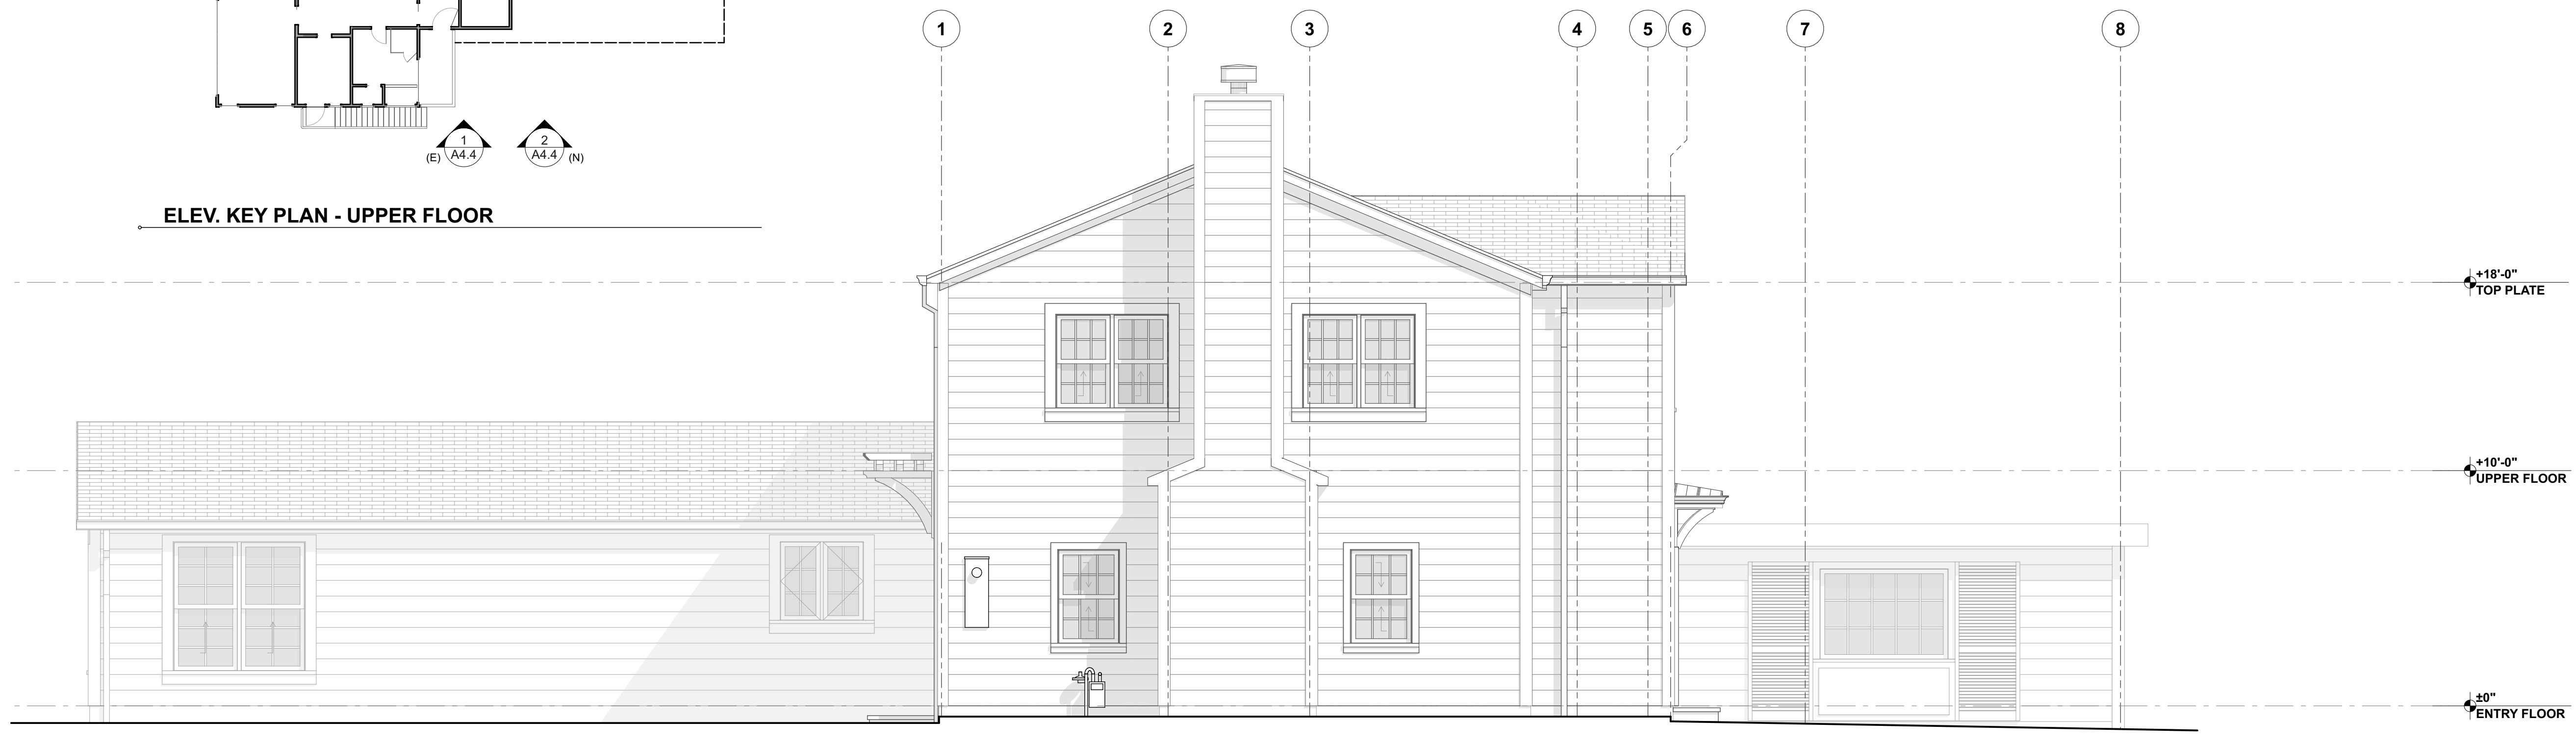 1 2 3 4 5 6 7 8
1
A4.4
(E)
2
A4.4
(N)
ELEV. KEY PLAN - UPPER FLOOR
+18'-0"
TOP PLATE
+10'-0"
UPPER FLOOR
±0"
ENTRY FLOOR